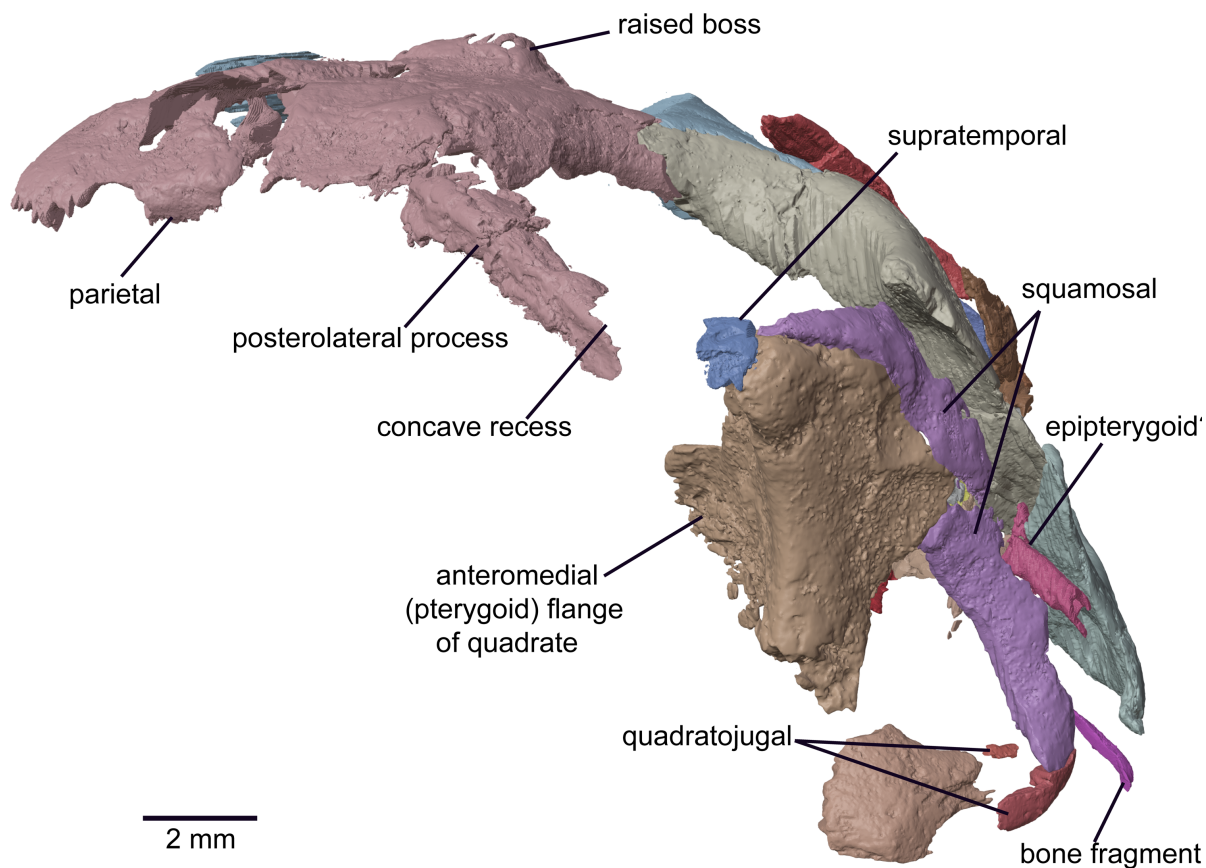 raised boss
supratemporal
squamosal
parietal
posterolateral process
concave recess
epipterygoid?
anteromedial
(pterygoid) flange
of quadrate
quadratojugal
2 mm
bone fragment